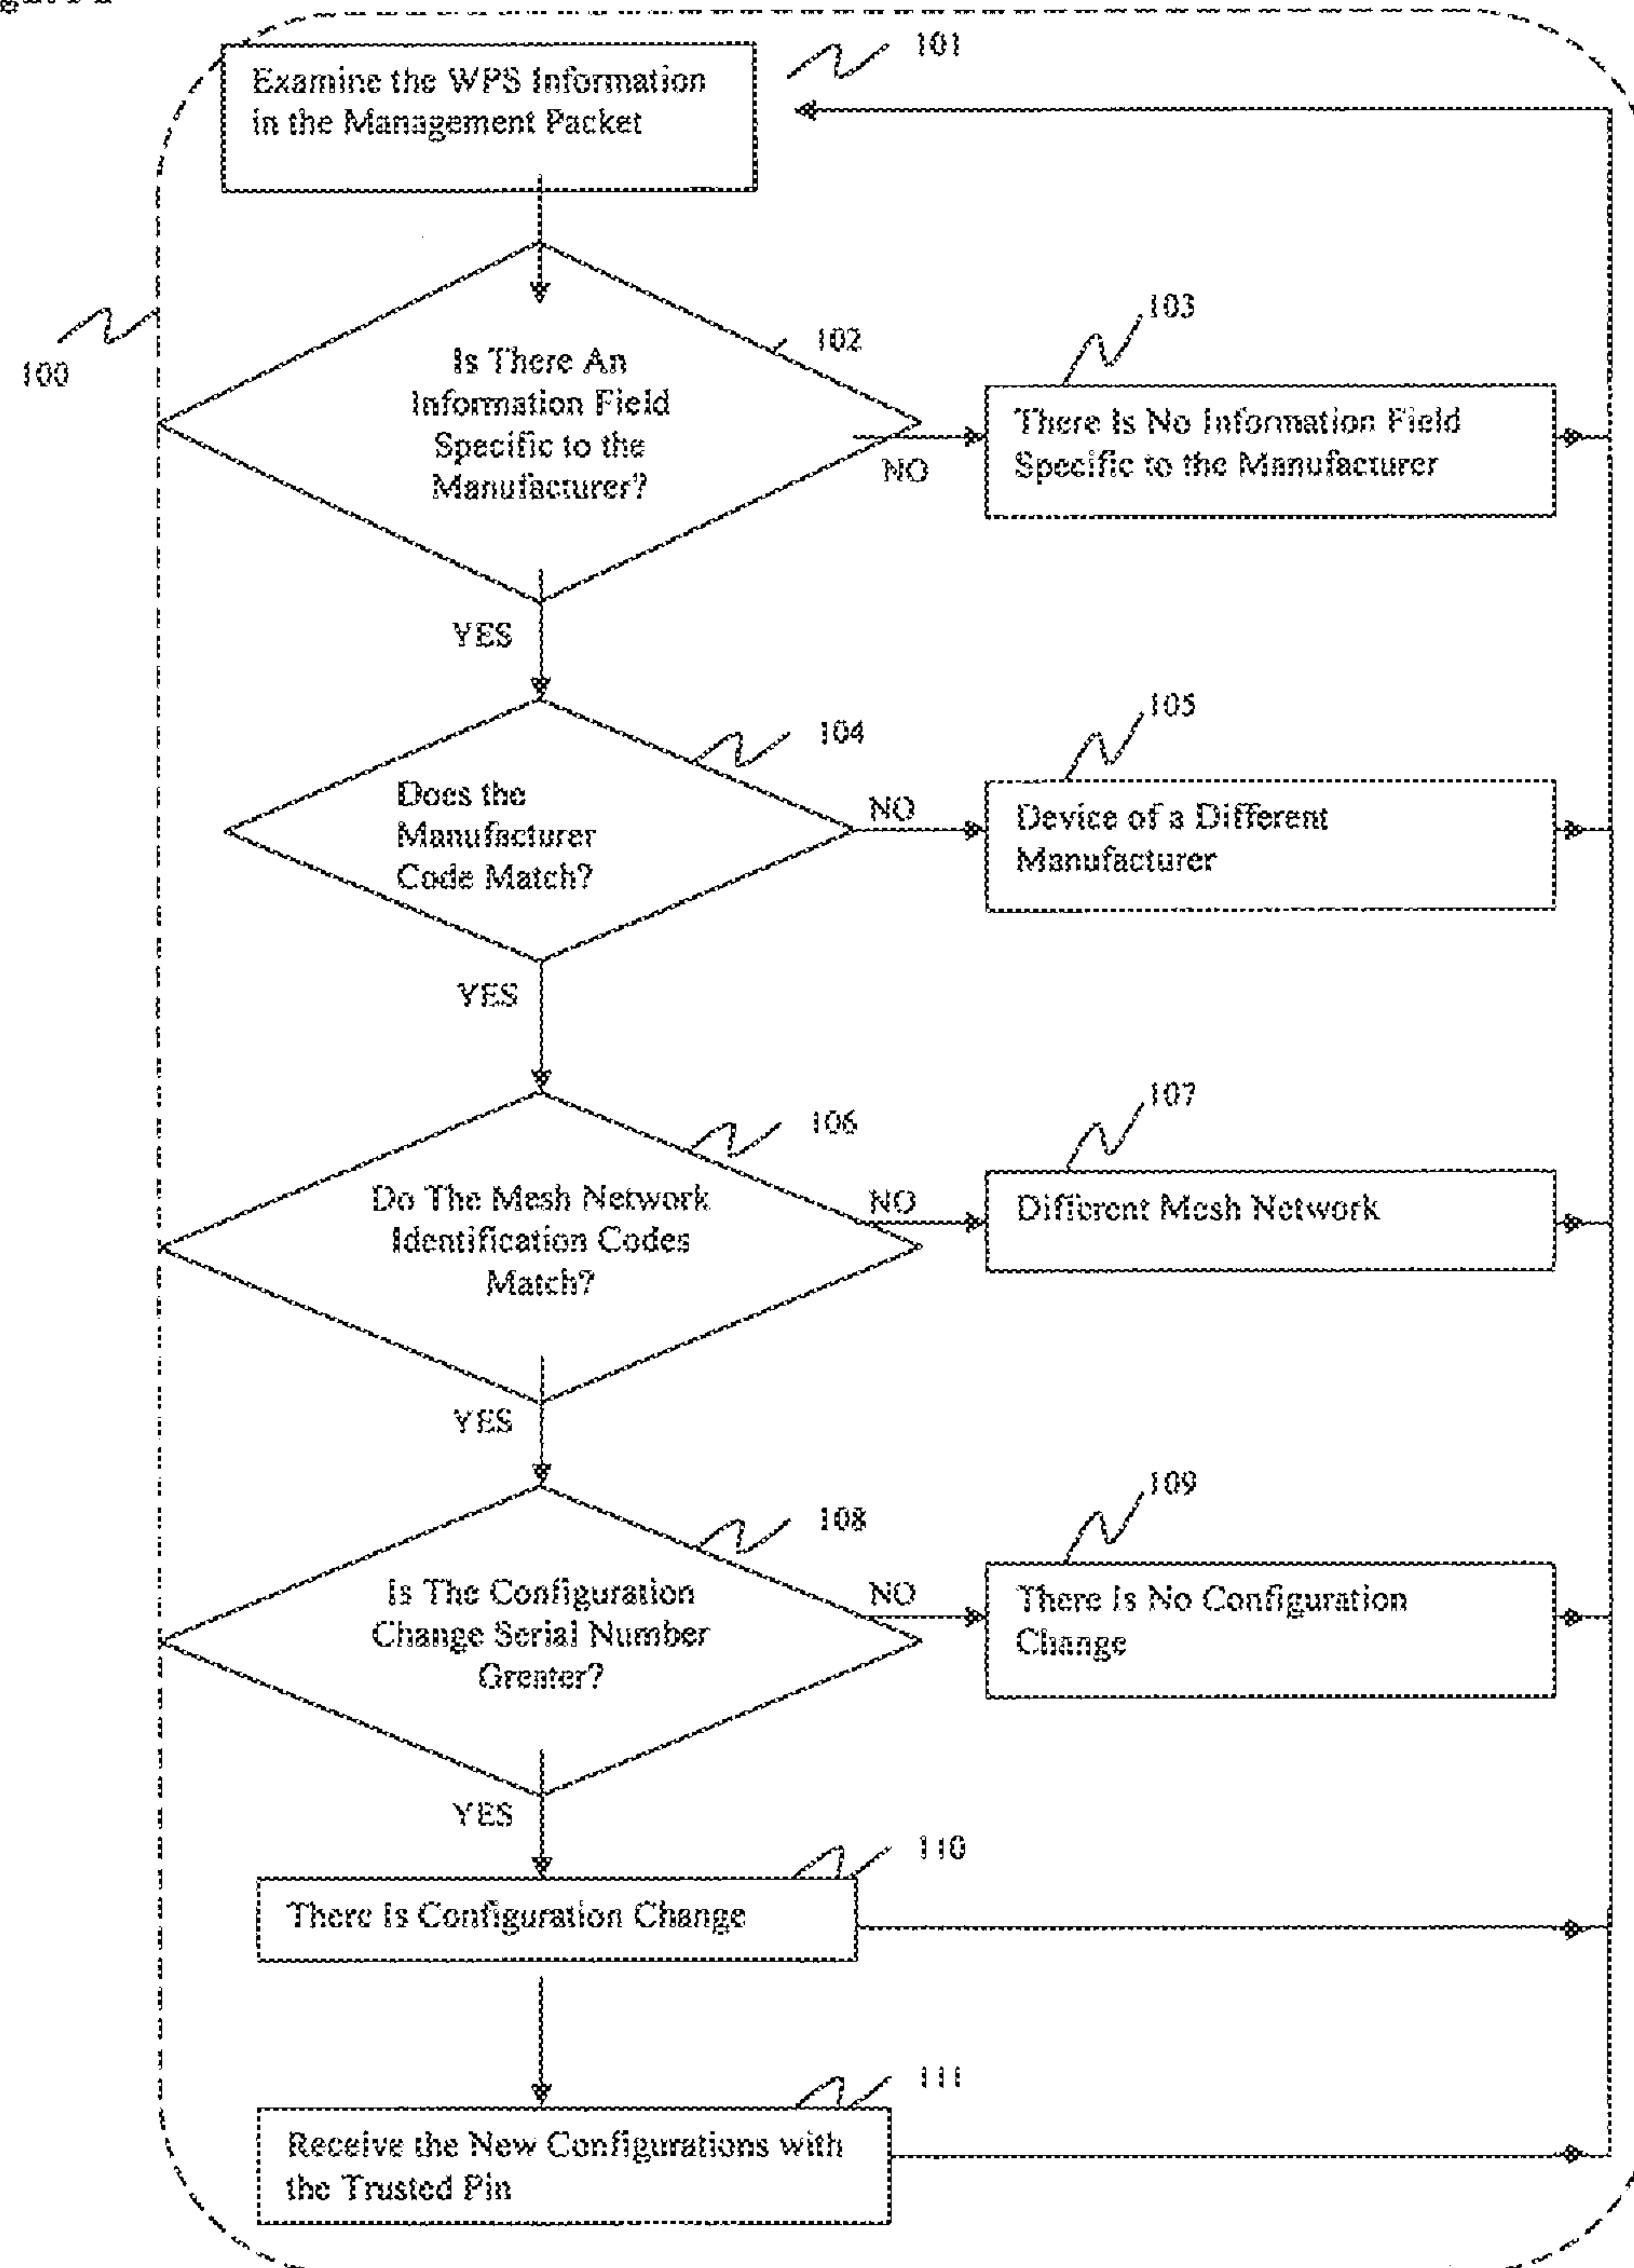 101
Examine the WPS Information
in the Management Packet
100
102
Is There An
Information Field
Specific to the
Manufacturer?
NO
103
There Is No Information Field
Specific to the Manufacturer
YES
104
Does the
Manufacturer
Code Match?
NO
105
Device of a Different
Manufacturer
YES
106
Do The Mesh Network
Identification Codes
Match?
NO
107
Different Mesh Network
YES
108
Is The Configuration
Change Serial Number
Greater?
NO
109
There Is No Configuration
Change
YES
110
There Is Configuration Change
111
Receive the New Configurations with
the Trusted Pin